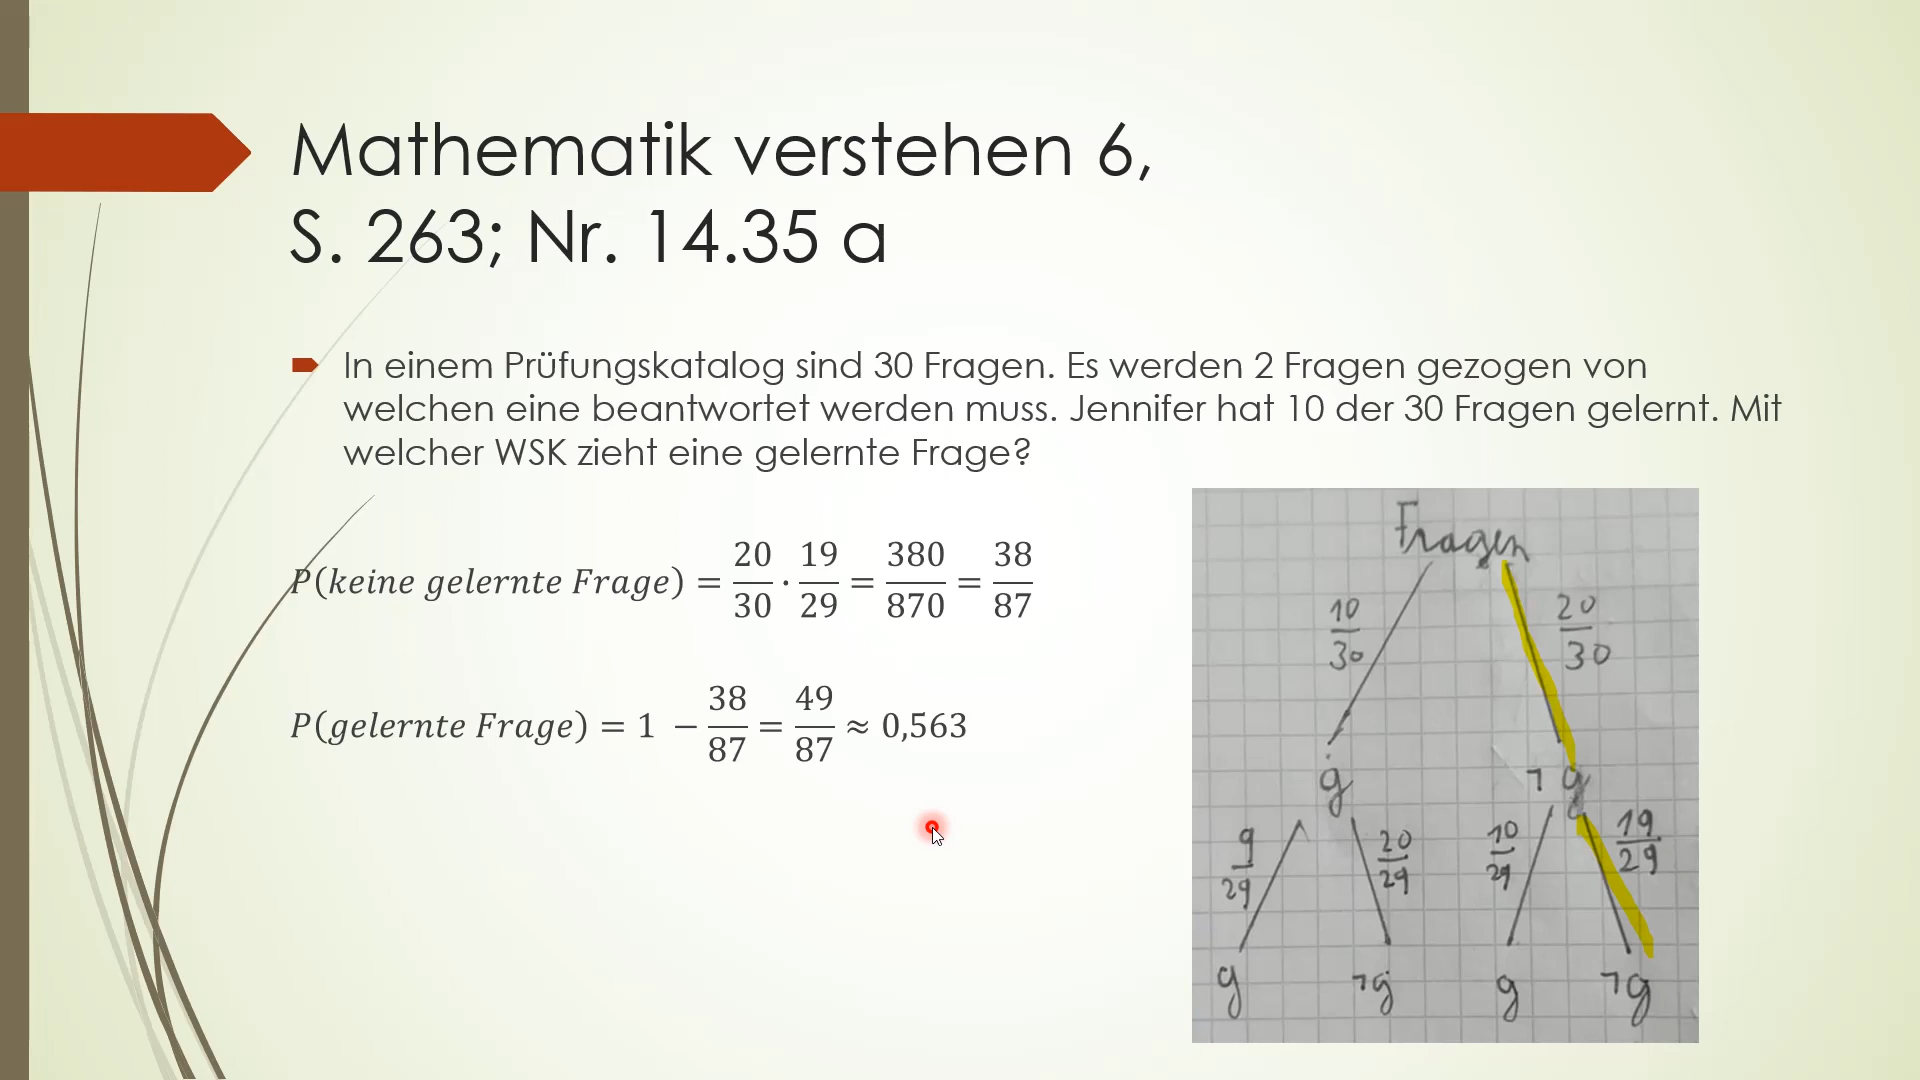 Mathematik verstehen 6,
S. 263; Nr. 14.35 a
In einem Prüfungskatalog sind 30 Fragen. Es werden 2 Fragen gezogen von
welchen eine beantwortet werden muss. Jennifer hat 10 der 30 Fragen gelernt. Mit
welcher WSK zieht eine gelernte Frage?
P(keine gelernte Frage) = 20/30 · 19/29 = 380/870 = 38/87
P(gelernte Frage) = 1 − 38/87 = 49/87 ≈ 0,563
Fragen
10/30 20/30
g ¬g
9/29 20/29 10/29 19/29
g ¬g g ¬g